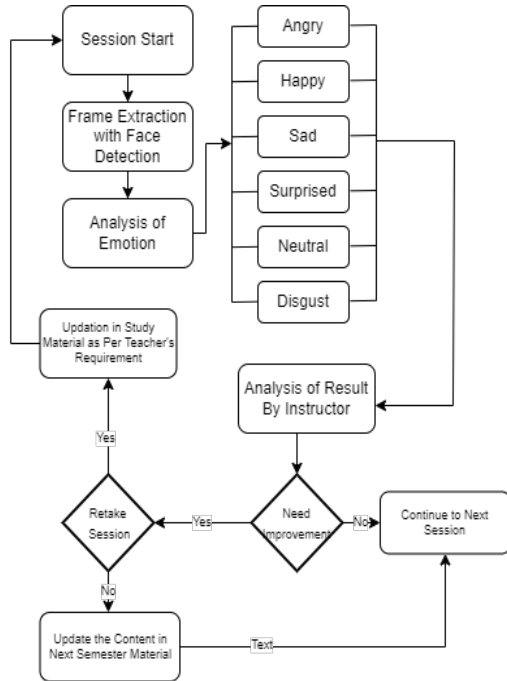 Session Start
Frame Extraction
with Face
Detection
Analysis of
Emotion
Angry
Happy
Sad
Surprised
Neutral
Disgust
Updation in Study
Material as Per Teacher's
Requirement
Analysis of Result
By Instructor
Yes
Retake
Session
Yes
Need
Improvement
No
Continue to Next
Session
No
Update the Content in
Next Semester Material
Text